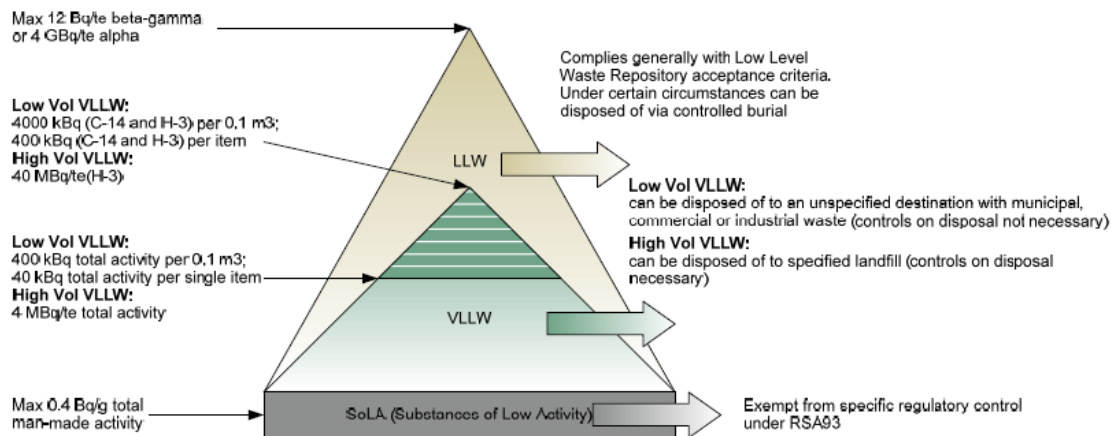 Max 12 Bq/te beta-gamma
or 4 GBq/te alpha
Complies generally with Low Level
Waste Repository acceptance criteria.
Under certain circumstances can be
disposed of via controlled burial
Low Vol VLLW:
4000 kBq (C-14 and H-3) per 0.1 m3;
400 kBq (C-14 and H-3) per item
High Vol VLLW:
40 MBq/te(H-3)
LLW
Low Vol VLLW:
can be disposed of to an unspecified destination with municipal,
commercial or industrial waste (controls on disposal not necessary)
High Vol VLLW:
can be disposed of to specified landfill (controls on disposal
necessary)
Low Vol VLLW:
400 kBq total activity per 0.1 m3;
40 kBq total activity per single item
High Vol VLLW:
4 MBq/te total activity
VLLW
Max 0.4 Bq/g total
man-made activity
SoLA (Substances of Low Activity)
Exempt from specific regulatory control
under RSA93